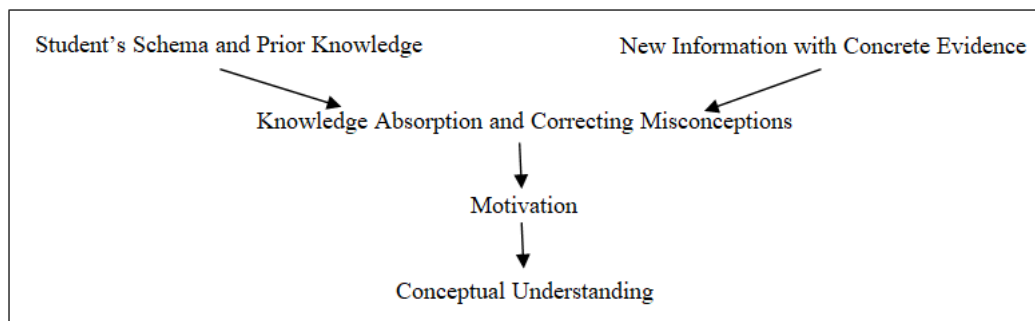 Student’s Schema and Prior Knowledge
New Information with Concrete Evidence
Knowledge Absorption and Correcting Misconceptions
Motivation
Conceptual Understanding